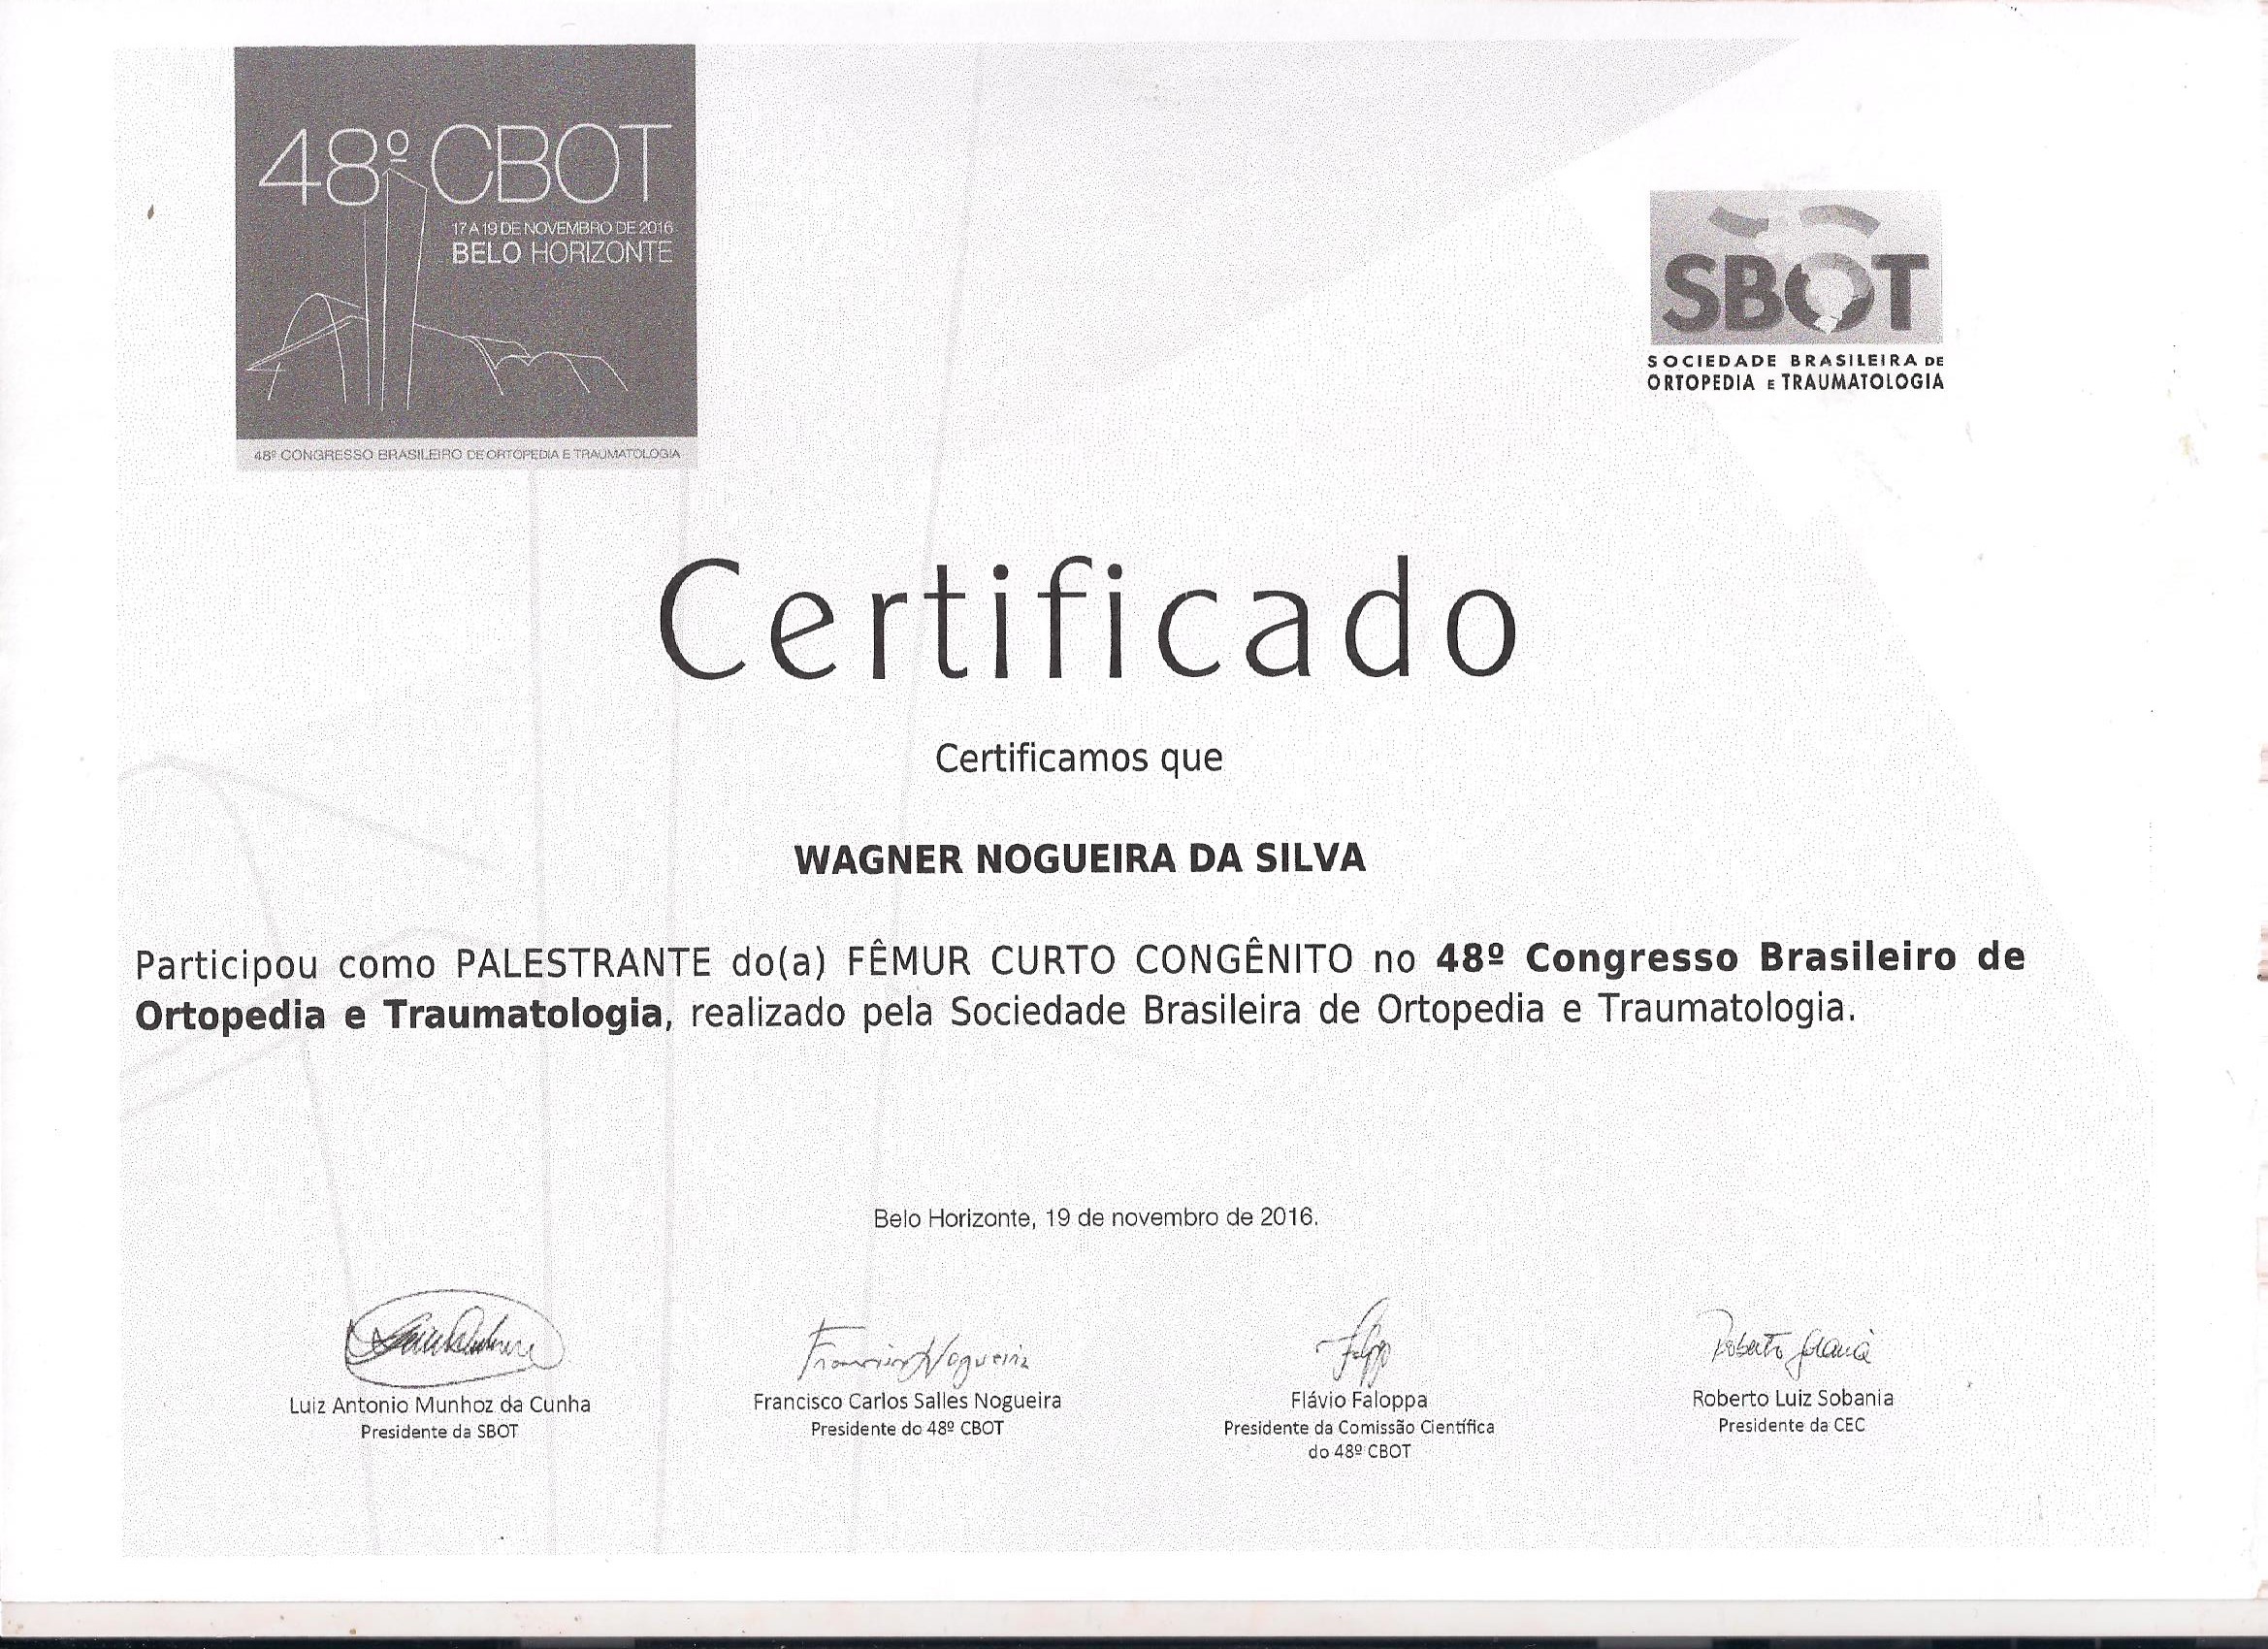 48º CBOT
17 A 19 DE NOVEMBRO DE 2016
BELO HORIZONTE
48º CONGRESSO BRASILEIRO DE ORTOPEDIA E TRAUMATOLOGIA
SBOT
SOCIEDADE BRASILEIRA DE
ORTOPEDIA E TRAUMATOLOGIA
Certificado
Certificamos que
WAGNER NOGUEIRA DA SILVA
Participou como PALESTRANTE do(a) FÊMUR CURTO CONGÊNITO no 48º Congresso Brasileiro de
Ortopedia e Traumatologia, realizado pela Sociedade Brasileira de Ortopedia e Traumatologia.
Belo Horizonte, 19 de novembro de 2016.
Francisco Nogueira
Luiz Antonio Munhoz da Cunha
Presidente da SBOT
Francisco Carlos Salles Nogueira
Presidente do 48º CBOT
Flávio Faloppa
Presidente da Comissão Científica
do 48º CBOT
Roberto Luiz Sobania
Presidente da CEC